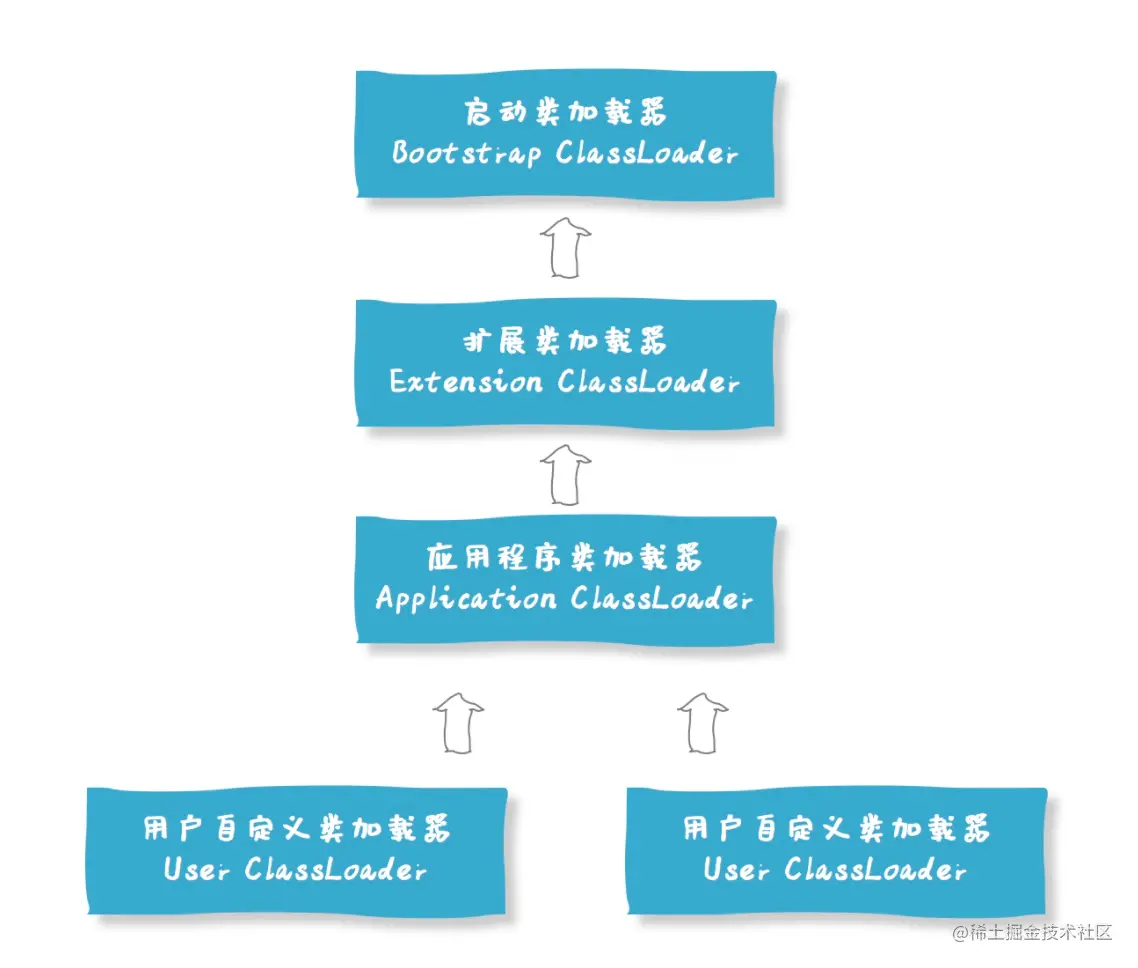 启动类加载器
Bootstrap ClassLoader
扩展类加载器
Extension ClassLoader
应用程序类加载器
Application ClassLoader
用户自定义类加载器
User ClassLoader
用户自定义类加载器
User ClassLoader
@稀土掘金技术社区